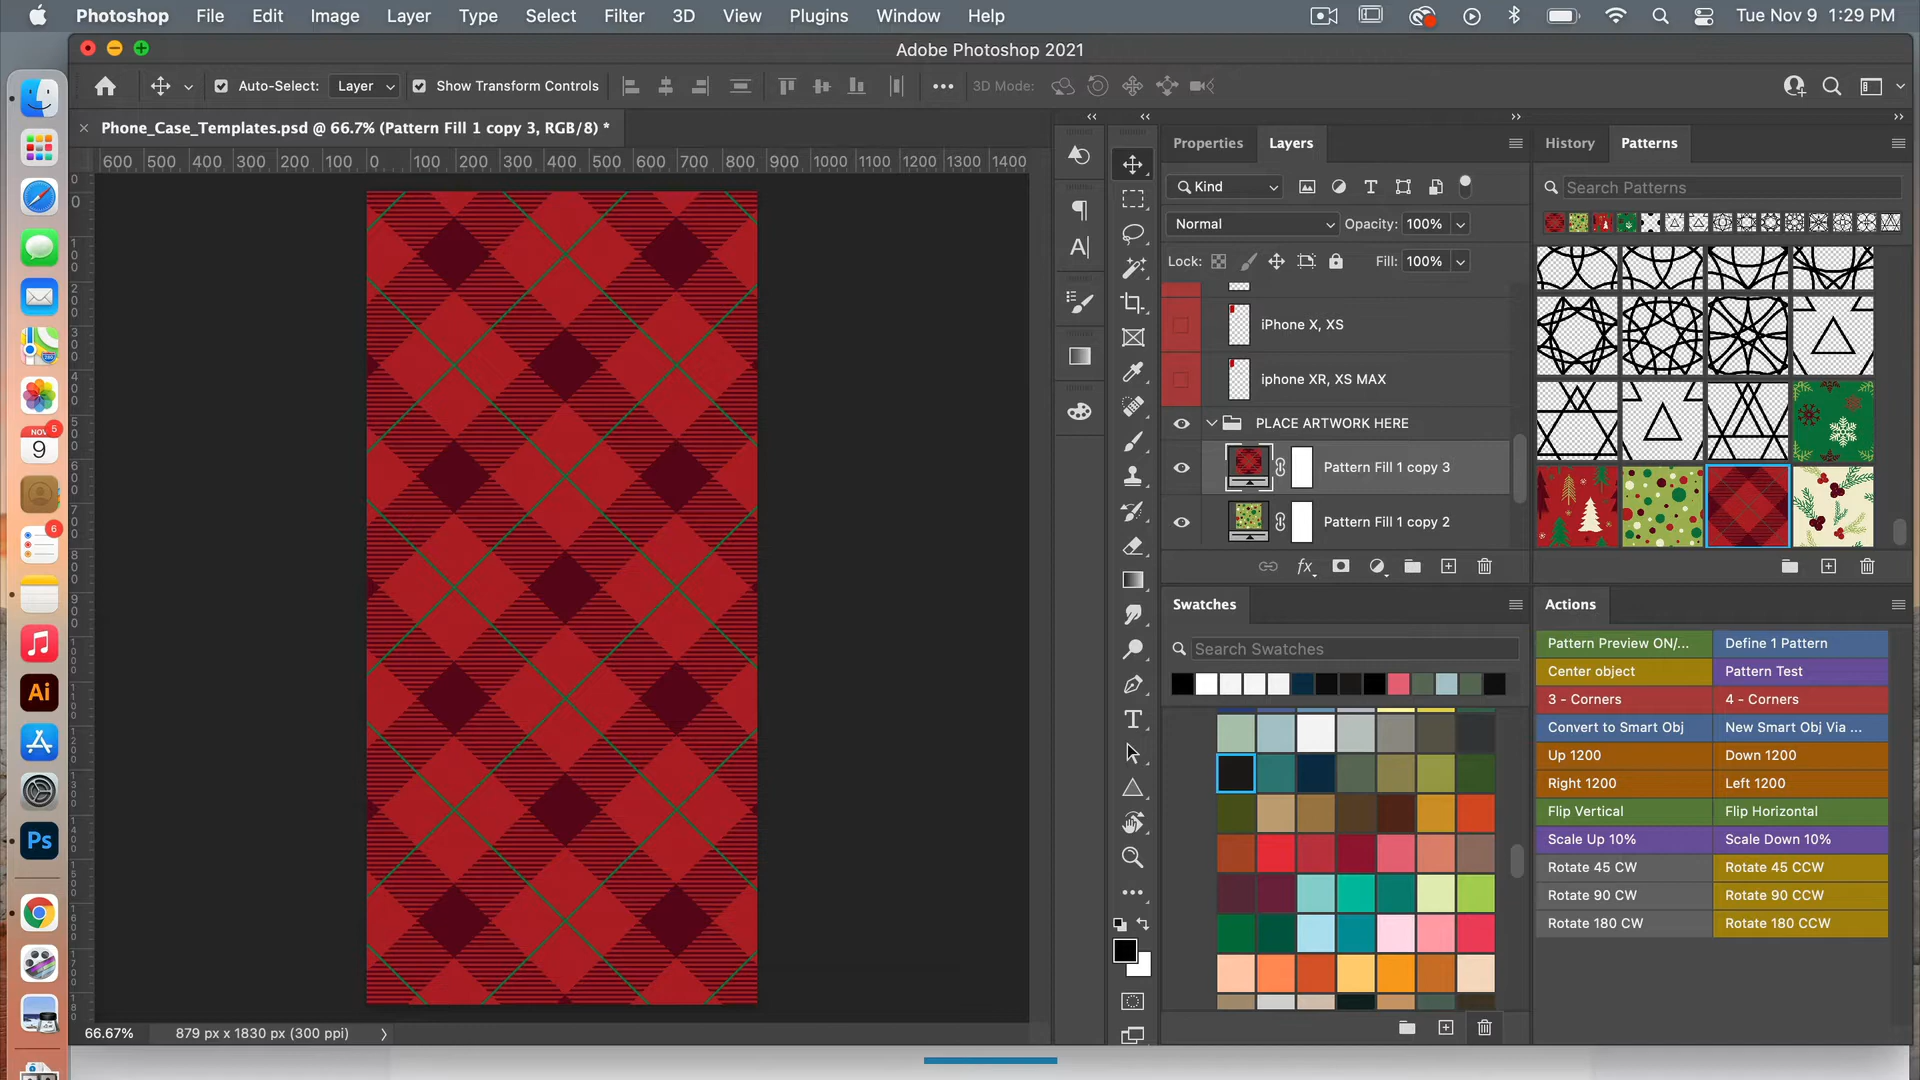 Photoshop File Edit Image Layer Type Select Filter 3D View Plugins Window Help Tue Nov 9 1:29 PM
Adobe Photoshop 2021
Auto-Select: Layer Show Transform Controls 3D Mode:
Phone_Case_Templates.psd @ 66.7% (Pattern Fill 1 copy 3, RGB/8) *
600 500 400 300 200 100 0 100 200 300 400 500 600 700 800 900 1000 1100 1200 1300 1400
Properties Layers
Kind
Normal Opacity: 100%
Lock: Fill: 100%
iPhone X, XS
iphone XR, XS MAX
PLACE ARTWORK HERE
Pattern Fill 1 copy 3
Pattern Fill 1 copy 2
fx
History Patterns
Search Patterns
Swatches
Search Swatches
Actions
Pattern Preview ON/... Define 1 Pattern
Center object Pattern Test
3 - Corners 4 - Corners
Convert to Smart Obj New Smart Obj Via ...
Up 1200 Down 1200
Right 1200 Left 1200
Flip Vertical Flip Horizontal
Scale Up 10% Scale Down 10%
Rotate 45 CW Rotate 45 CCW
Rotate 90 CW Rotate 90 CCW
Rotate 180 CW Rotate 180 CCW
NOV 5
9
6
Ai
Ps
66.67% 879 px x 1830 px (300 ppi)